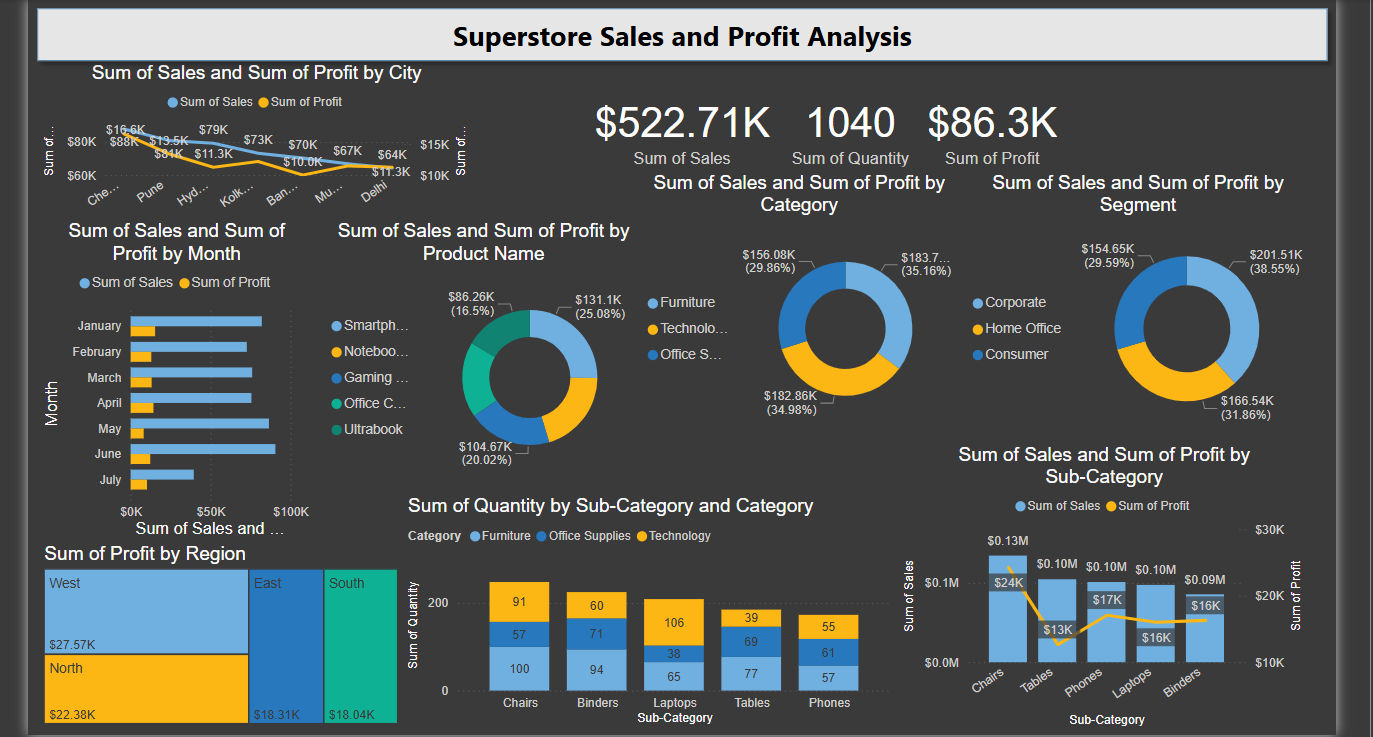 Superstore Sales and Profit Analysis
Sum of Sales and Sum of Profit by City
Sum of Sales Sum of Profit
Sum of...
$80K
$60K
$16.6K
$88K
$13.5K
$81K
$79K
$11.3K
$73K
$70K
$10.0K
$67K
$64K
$11.3K
$15K
$10K
Sum of...
Che...
Pune
Hyd...
Kolk...
Ban...
Mu...
Delhi
$522.71K
Sum of Sales
1040
Sum of Quantity
$86.3K
Sum of Profit
Sum of Sales and Sum of Profit by
Category
Furniture
Technolo...
Office S...
$156.08K
(29.86%)
$183.7...
(35.16%)
$182.86K
(34.98%)
Sum of Sales and Sum of Profit by
Segment
Corporate
Home Office
Consumer
$154.65K
(29.59%)
$201.51K
(38.55%)
$166.54K
(31.86%)
Sum of Sales and Sum of
Profit by Month
Sum of Sales Sum of Profit
Month
January
February
March
April
May
June
July
$0K $50K $100K
Sum of Sales and ...
Sum of Sales and Sum of Profit by
Product Name
Smartph...
Noteboo...
Gaming ...
Office C...
Ultrabook
$86.26K
(16.5%)
$131.1K
(25.08%)
$104.67K
(20.02%)
Sum of Profit by Region
West
$27.57K
North
$22.38K
East
$18.31K
South
$18.04K
Sum of Quantity by Sub-Category and Category
Category Furniture Office Supplies Technology
Sum of Quantity
200
0
91 60 106 39 55
57 71 38 69 61
100 94 65 77 57
Chairs Binders Laptops Tables Phones
Sub-Category
Sum of Sales and Sum of Profit by
Sub-Category
Sum of Sales Sum of Profit
Sum of Sales
$0.1M
$0.0M
$0.13M
$0.10M
$0.10M
$0.10M
$0.09M
$24K
$13K
$17K
$16K
$16K
$30K
$20K
$10K
Sum of Profit
Chairs
Tables
Phones
Laptops
Binders
Sub-Category